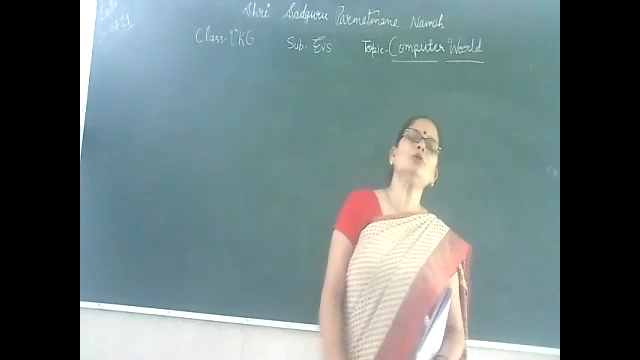 Shri Sadguru Parmatmane Namah
Class- LKG Sub- Evs Topic- Computer World